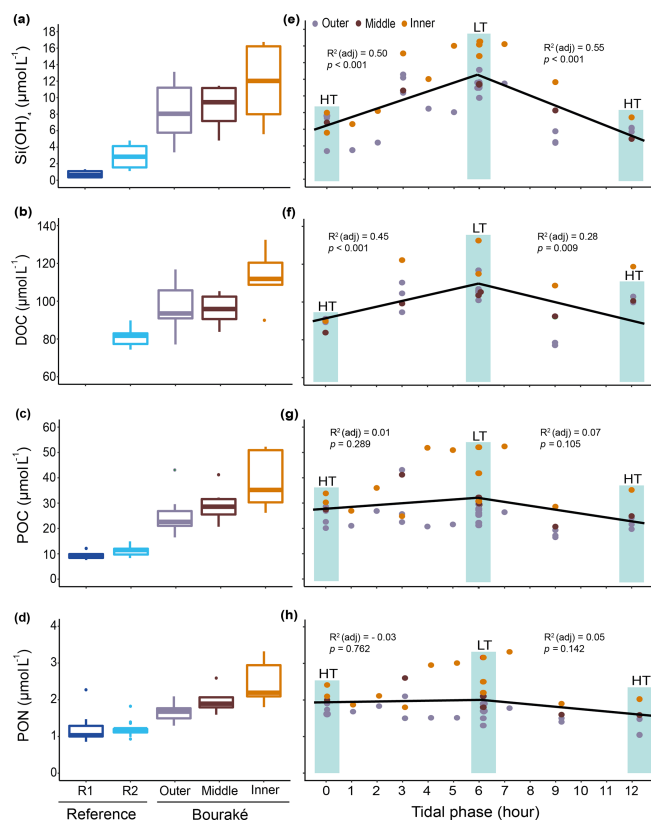 (a)
Si(OH)₄ (μmol L⁻¹)
18
16
14
12
10
8
6
4
2
0
(e)
Outer Middle Inner
LT
R² (adj) = 0.50
p < 0.001
R² (adj) = 0.55
p < 0.001
HT
HT
(b)
DOC (μmol L⁻¹)
140
120
100
80
60
(f)
LT
R² (adj) = 0.45
p < 0.001
R² (adj) = 0.28
p = 0.009
HT
HT
(c)
POC (μmol L⁻¹)
60
50
40
30
20
10
0
(g)
LT
R² (adj) = 0.01
p = 0.289
R² (adj) = 0.07
p = 0.105
HT
HT
(d)
PON (μmol L⁻¹)
4
3
2
1
0
(h)
LT
R² (adj) = - 0.03
p = 0.762
R² (adj) = 0.05
p = 0.142
HT
HT
R1 R2 Outer Middle Inner
Reference Bouraké
0 1 2 3 4 5 6 7 8 9 10 11 12
Tidal phase (hour)